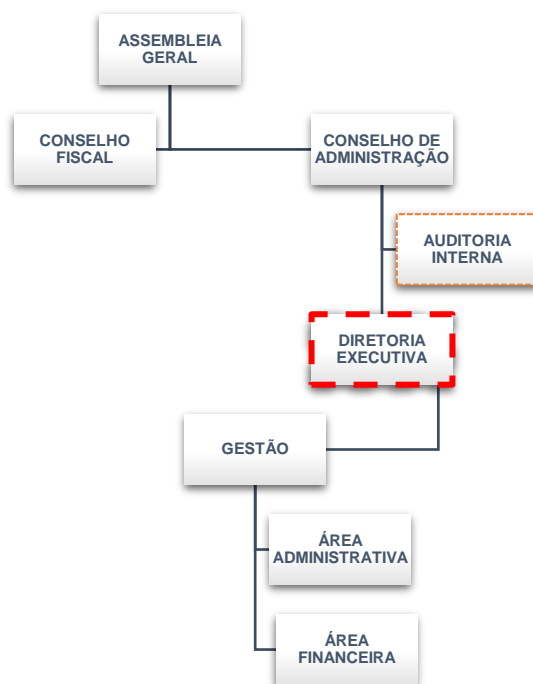 ASSEMBLEIA
GERAL
CONSELHO
FISCAL
CONSELHO DE
ADMINISTRAÇÃO
AUDITORIA
INTERNA
DIRETORIA
EXECUTIVA
GESTÃO
ÁREA
ADMINISTRATIVA
ÁREA
FINANCEIRA